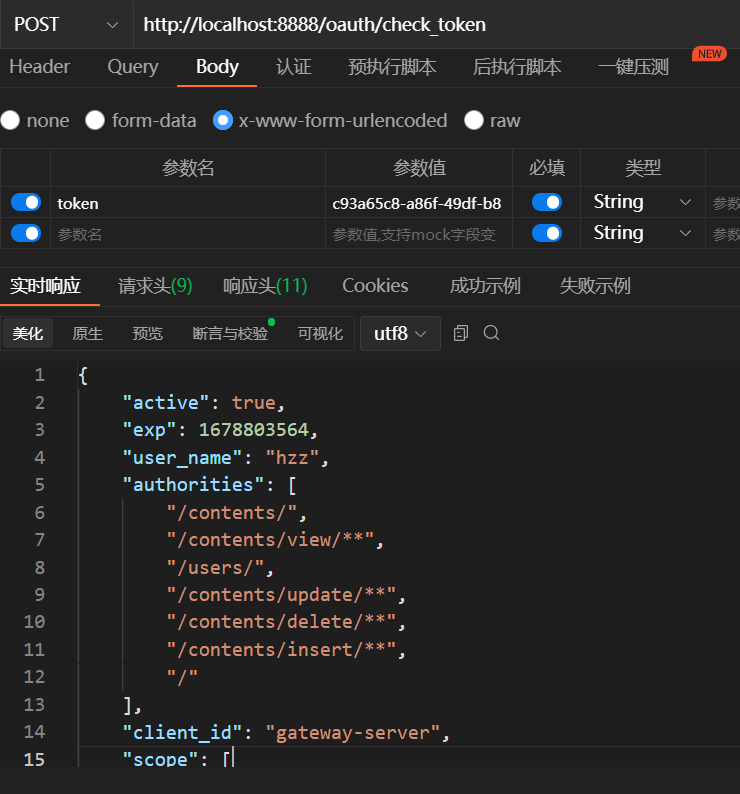 POST http://localhost:8888/oauth/check_token
Header Query Body 认证 预执行脚本 后执行脚本 一键压测 NEW
none form-data x-www-form-urlencoded raw
参数名 参数值 必填 类型
token c93a65c8-a86f-49df-b8 String 参数
参数名 参数值,支持mock字段变 String 参数
实时响应 请求头(9) 响应头(11) Cookies 成功示例 失败示例
美化 原生 预览 断言与校验 可视化 utf8
1 {
2 "active": true,
3 "exp": 1678803564,
4 "user_name": "hzz",
5 "authorities": [
6 "/contents/",
7 "/contents/view/**",
8 "/users/",
9 "/contents/update/**",
10 "/contents/delete/**",
11 "/contents/insert/**",
12 "/"
13 ],
14 "client_id": "gateway-server",
15 "scope": [